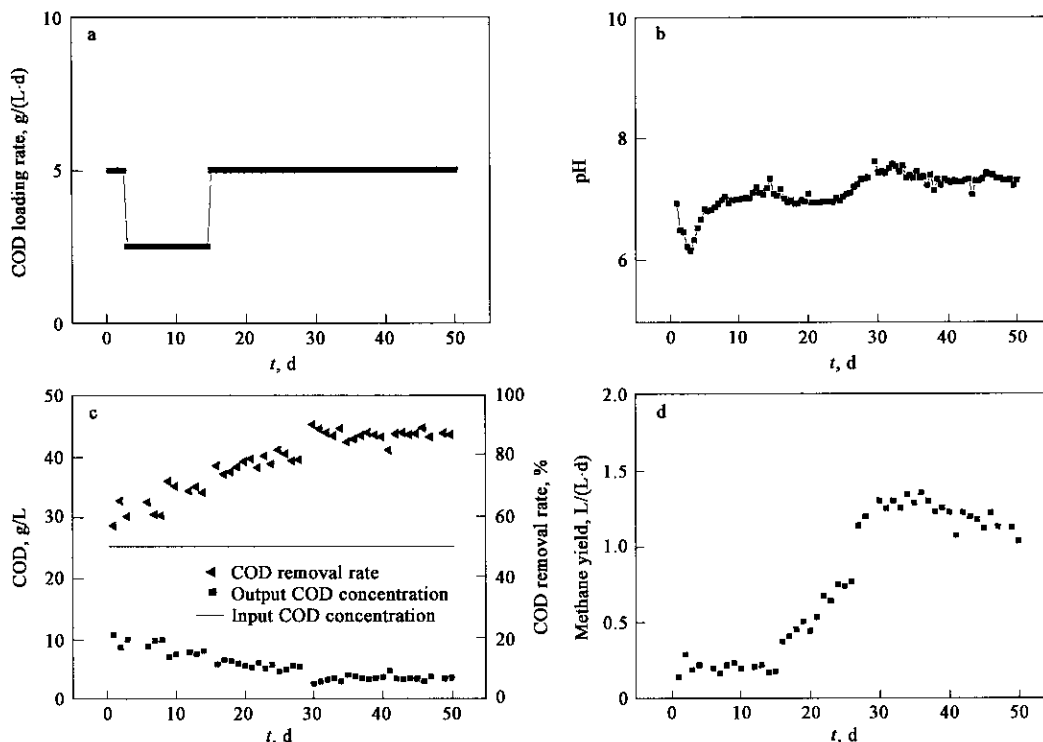 10
a
COD loading rate, g/(L·d)
5
0
0 10 20 30 40 50
t, d
10
b
pH
8
6
0 10 20 30 40 50
t, d
50
c
40
30
20
10
0
COD, g/L
100
80
60
40
20
0
COD removal rate, %
COD removal rate
Output COD concentration
Input COD concentration
0 10 20 30 40 50
t, d
2.0
d
1.5
1.0
0.5
0
Methane yield, L/(L·d)
0 10 20 30 40 50
t, d